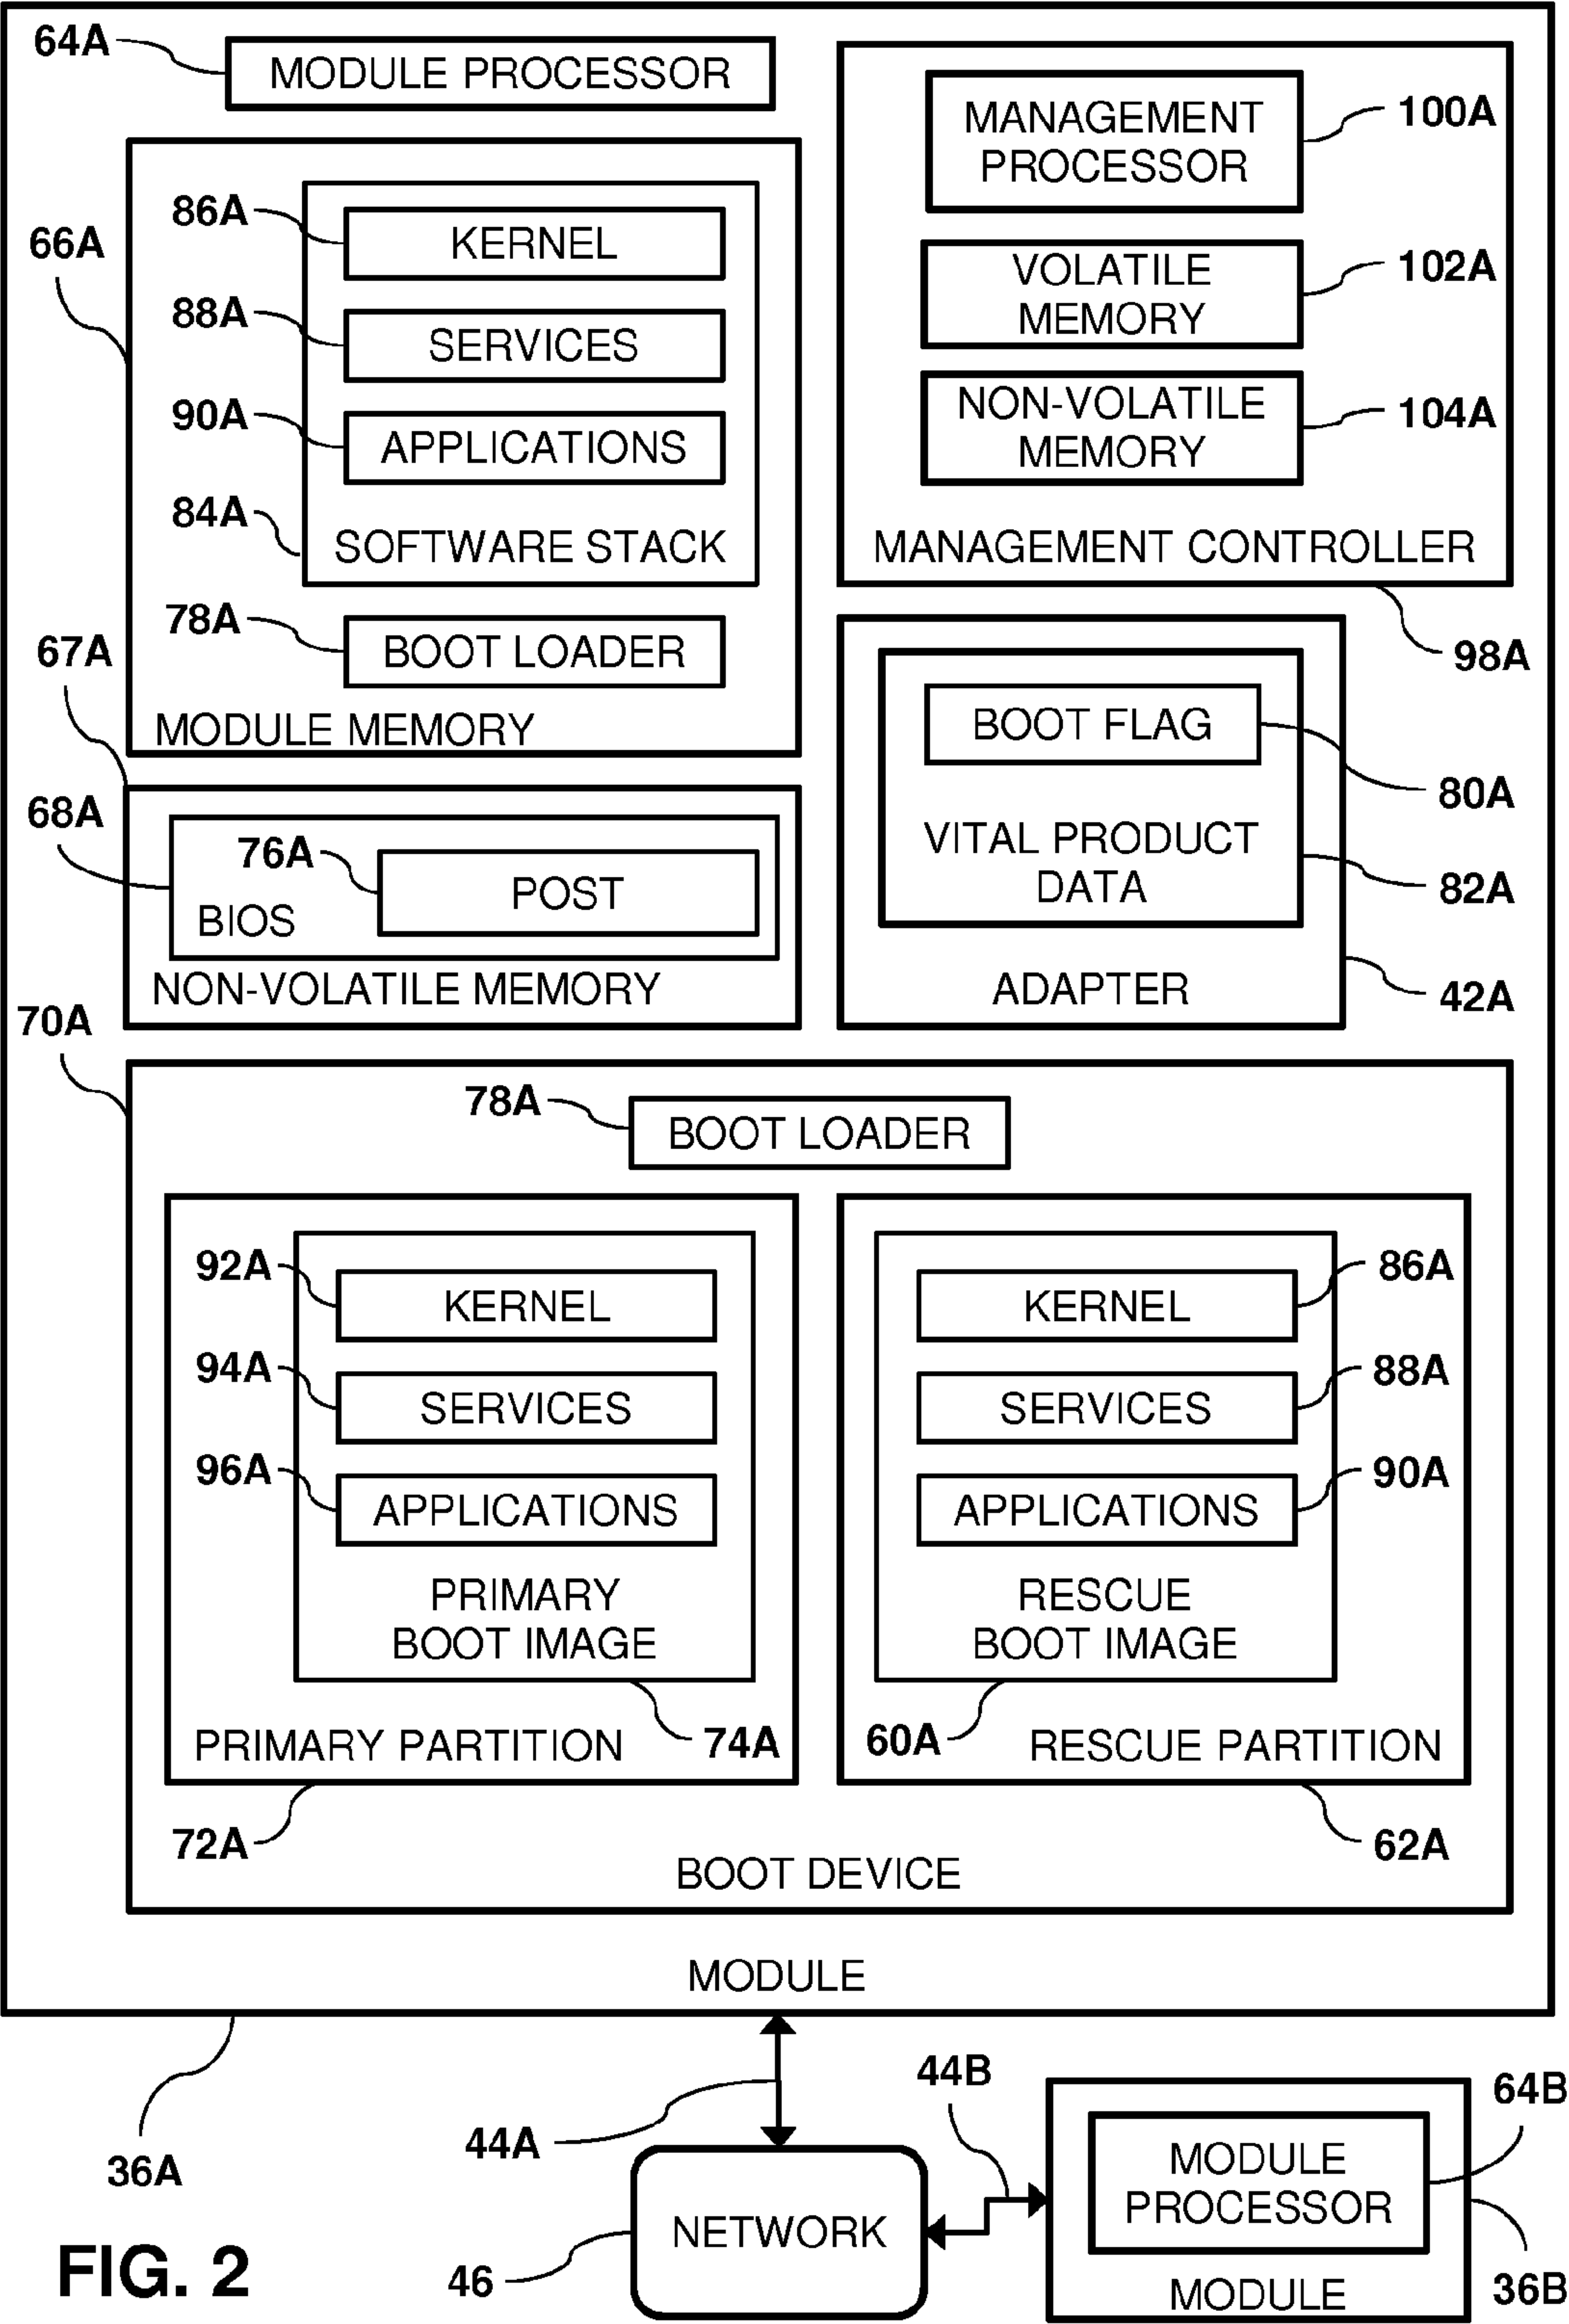 64A
MODULE PROCESSOR
MANAGEMENT
PROCESSOR
100A
86A
KERNEL
66A
VOLATILE
MEMORY
102A
88A
SERVICES
90A
APPLICATIONS
NON-VOLATILE
MEMORY
104A
84A
SOFTWARE STACK
MANAGEMENT CONTROLLER
78A
BOOT LOADER
67A
98A
MODULE MEMORY
BOOT FLAG
80A
68A
76A
POST
BIOS
VITAL PRODUCT
DATA
82A
NON-VOLATILE MEMORY
ADAPTER
42A
70A
78A
BOOT LOADER
92A
KERNEL
KERNEL
86A
94A
SERVICES
SERVICES
88A
96A
APPLICATIONS
APPLICATIONS
90A
PRIMARY
BOOT IMAGE
RESCUE
BOOT IMAGE
PRIMARY PARTITION
74A
60A
RESCUE PARTITION
72A
62A
BOOT DEVICE
MODULE
36A
44A
44B
64B
MODULE
PROCESSOR
NETWORK
46
MODULE
36B
FIG. 2